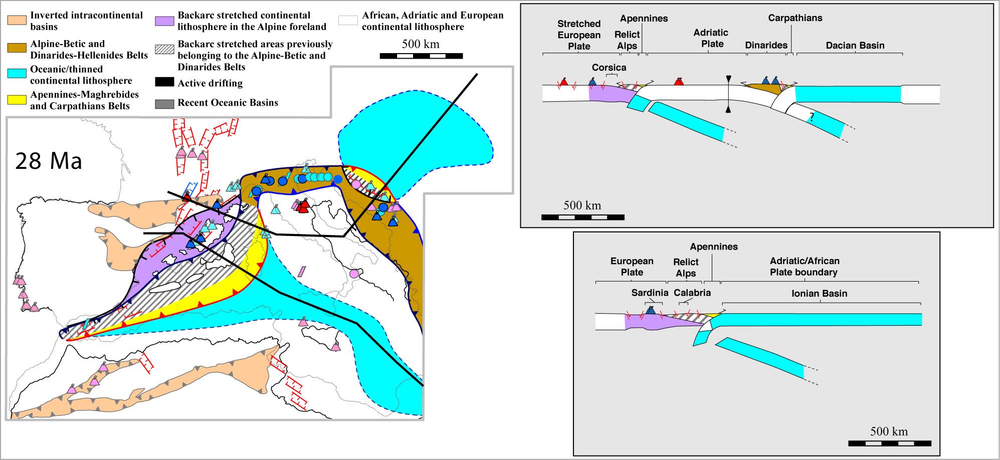 Inverted intracontinental
basins
Alpine-Betic and
Dinarides-Hellenides Belts
Oceanic/thinned
continental lithosphere
Apennines-Maghrebides
and Carpathians Belts
Backarc stretched continental
lithosphere in the Alpine foreland
Backarc stretched areas previously
belonging to the Alpine-Betic and
Dinarides Belts
Active drifting
Recent Oceanic Basins
African, Adriatic and European
continental lithosphere
500 km
28 Ma
Stretched
European
Plate
Apennines
Relict
Alps
Adriatic
Plate
Carpathians
Dinarides
Dacian Basin
Corsica
?
500 km
European
Plate
Relict
Alps
Apennines
Adriatic/African
Plate boundary
Sardinia
Calabria
Ionian Basin
500 km